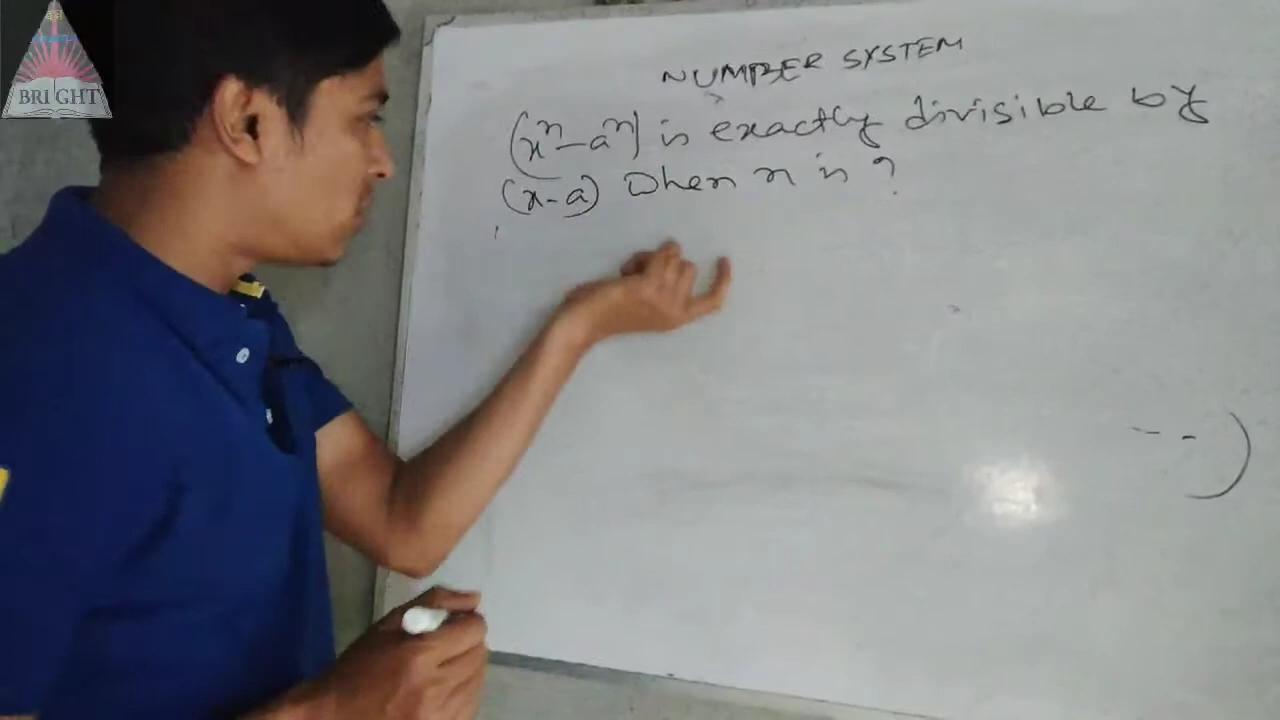 BRIGHT
NUMBER SYSTEM
(xⁿ-aⁿ) is exactly divisible by
(x-a) when n is ?